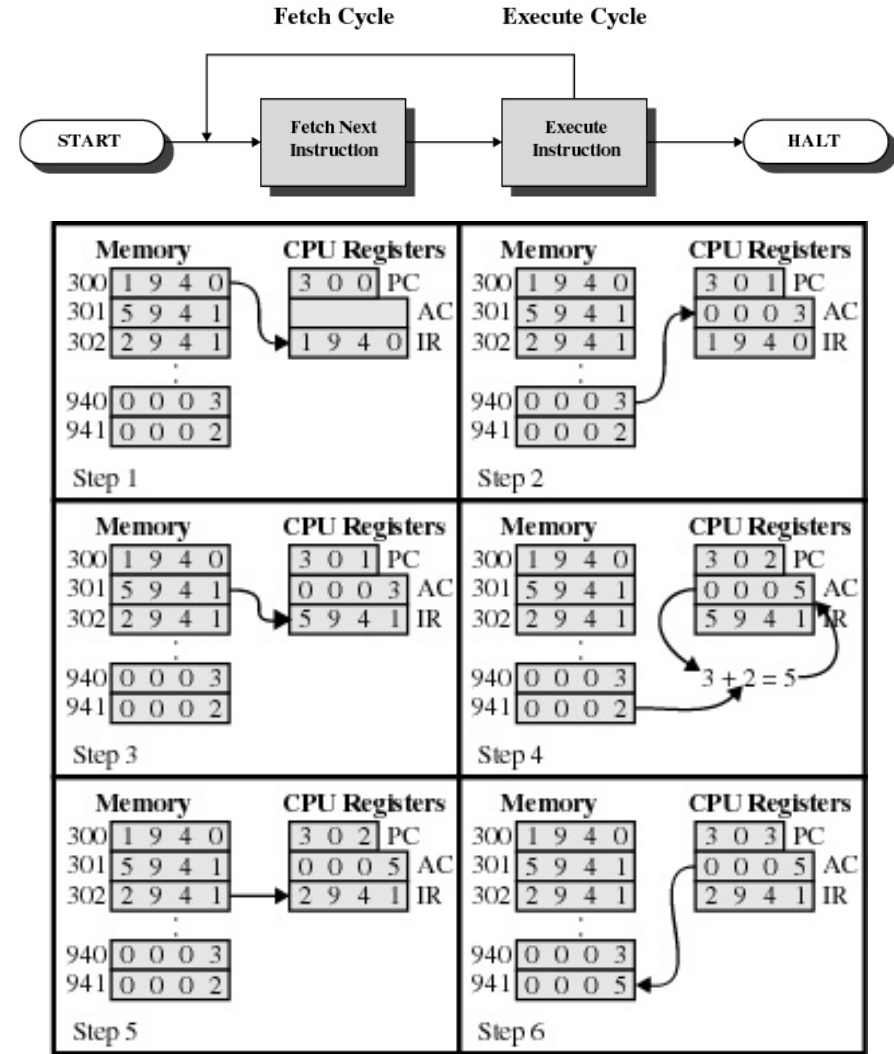 Fetch Cycle Execute Cycle
START
Fetch Next
Instruction
Execute
Instruction
HALT
Memory CPU Registers
300 1 9 4 0 3 0 0 PC
301 5 9 4 1 AC
302 2 9 4 1 1 9 4 0 IR
940 0 0 0 3
941 0 0 0 2
Step 1
Memory CPU Registers
300 1 9 4 0 3 0 1 PC
301 5 9 4 1 0 0 0 3 AC
302 2 9 4 1 1 9 4 0 IR
940 0 0 0 3
941 0 0 0 2
Step 2
Memory CPU Registers
300 1 9 4 0 3 0 1 PC
301 5 9 4 1 0 0 0 3 AC
302 2 9 4 1 5 9 4 1 IR
940 0 0 0 3
941 0 0 0 2
Step 3
Memory CPU Registers
300 1 9 4 0 3 0 2 PC
301 5 9 4 1 0 0 0 5 AC
302 2 9 4 1 5 9 4 1 IR
940 0 0 0 3 3 + 2 = 5
941 0 0 0 2
Step 4
Memory CPU Registers
300 1 9 4 0 3 0 2 PC
301 5 9 4 1 0 0 0 5 AC
302 2 9 4 1 2 9 4 1 IR
940 0 0 0 3
941 0 0 0 2
Step 5
Memory CPU Registers
300 1 9 4 0 3 0 3 PC
301 5 9 4 1 0 0 0 5 AC
302 2 9 4 1 2 9 4 1 IR
940 0 0 0 3
941 0 0 0 5
Step 6